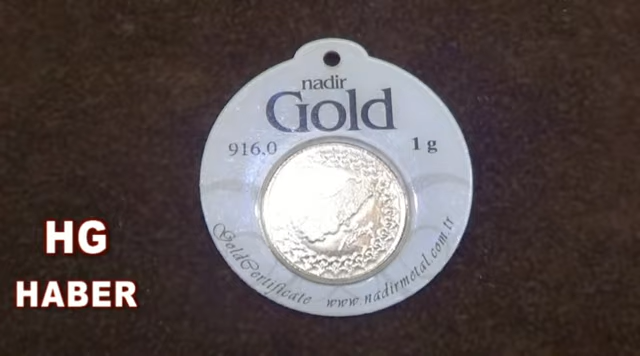 nadir
Gold
916.0
1 g
GoldCertificate
www.nadirmetal.com.tr
HG
HABER